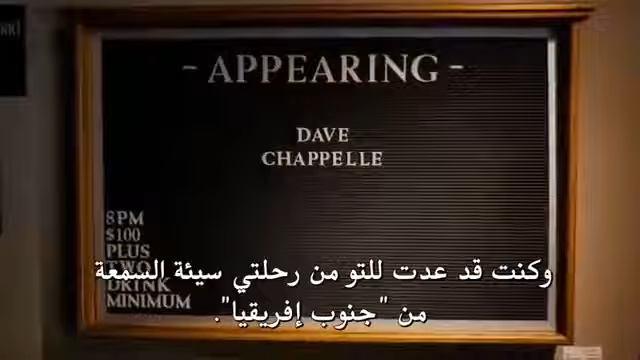 - APPEARING -
DAVE
CHAPPELLE
8PM
$100
PLUS
TWO
DRINK
MINIMUM
وكنت قد عدت للتو من رحلتي سيئة السمعة
من "جنوب إفريقيا".